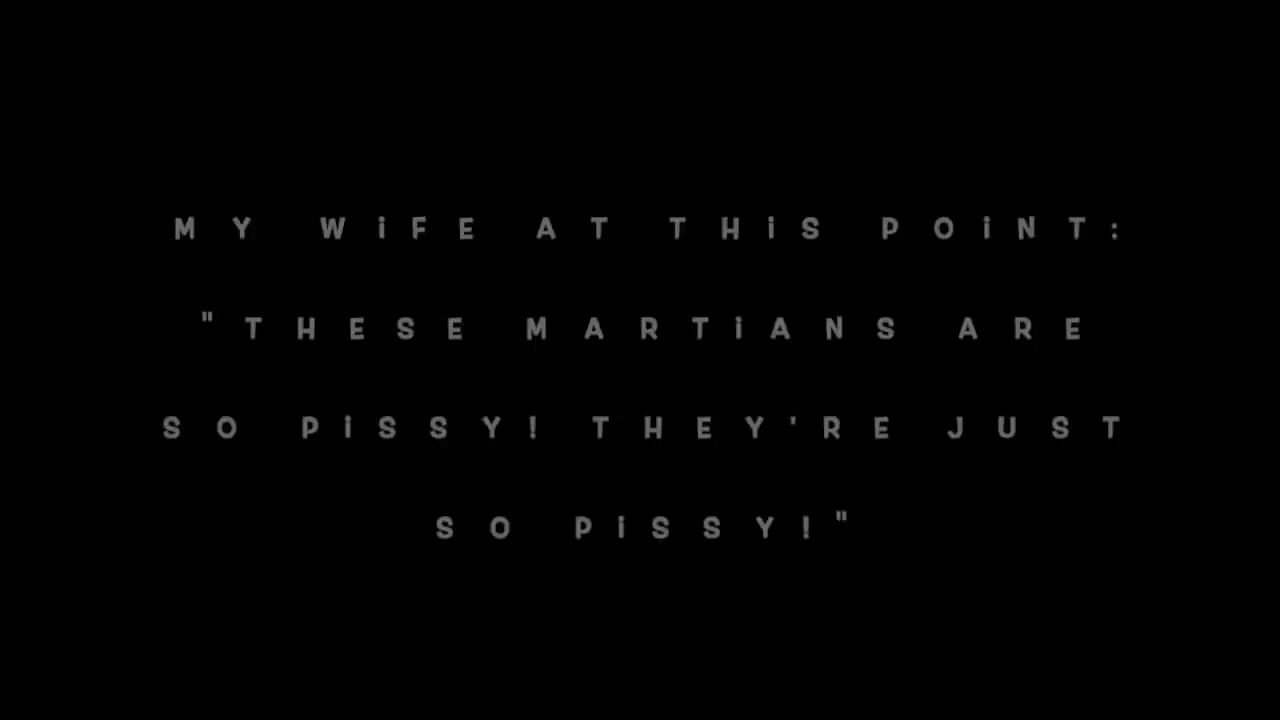 MY WiFE AT THiS POiNT:
"THESE MARTiANS ARE
SO PiSSY! THEY'RE JUST
SO PiSSY!"